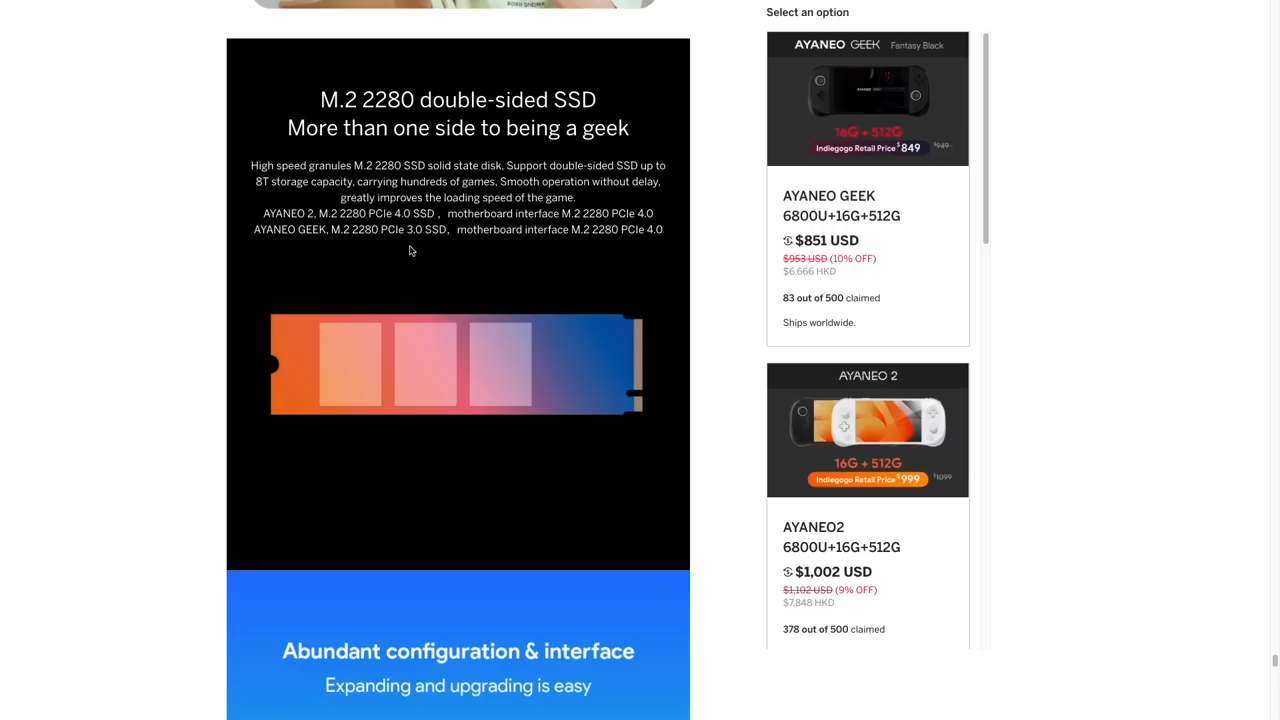 M.2 2280 double-sided SSD
More than one side to being a geek
High speed granules M.2 2280 SSD solid state disk, Support double-sided SSD up to
8T storage capacity, carrying hundreds of games, Smooth operation without delay,
greatly improves the loading speed of the game.
AYANEO 2, M.2 2280 PCIe 4.0 SSD， motherboard interface M.2 2280 PCIe 4.0
AYANEO GEEK, M.2 2280 PCIe 3.0 SSD， motherboard interface M.2 2280 PCIe 4.0
Abundant configuration & interface
Expanding and upgrading is easy
Select an option
AYANEO GEEK Fantasy Black
16G + 512G
Indiegogo Retail Price $849 $949
AYANEO GEEK
6800U+16G+512G
$851 USD
$953 USD (10% OFF)
$6,666 HKD
83 out of 500 claimed
Ships worldwide.
AYANEO 2
16G + 512G
Indiegogo Retail Price $999 $1099
AYANEO2
6800U+16G+512G
$1,002 USD
$1,102 USD (9% OFF)
$7,848 HKD
378 out of 500 claimed